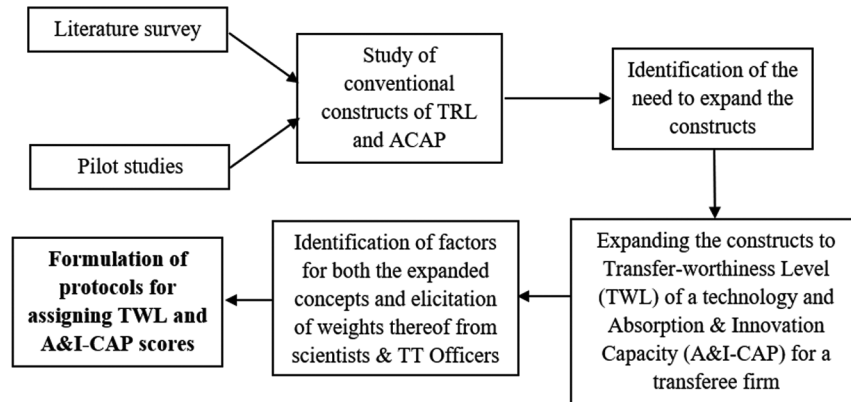 Literature survey
Pilot studies
Study of
conventional
constructs of TRL
and ACAP
Identification of the
need to expand the
constructs
Expanding the constructs to
Transfer-worthiness Level
(TWL) of a technology and
Absorption & Innovation
Capacity (A&I-CAP) for a
transferee firm
Identification of factors
for both the expanded
concepts and elicitation
of weights thereof from
scientists & TT Officers
Formulation of
protocols for
assigning TWL and
A&I-CAP scores